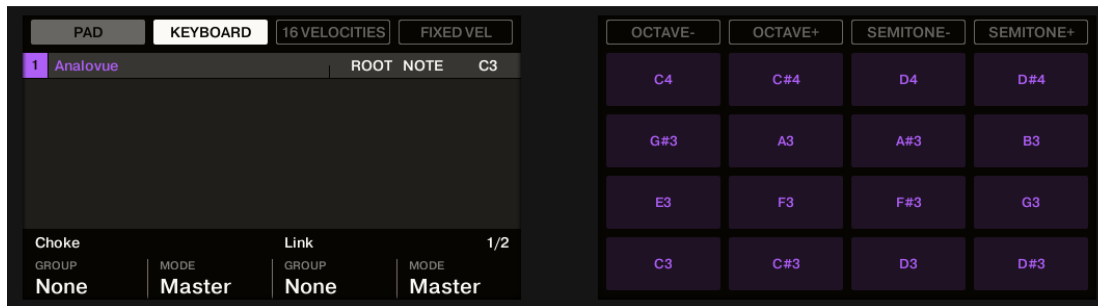 PAD KEYBOARD 16 VELOCITIES FIXED VEL
1 Analovue ROOT NOTE C3
Choke Link 1/2
GROUP MODE GROUP MODE
None Master None Master
OCTAVE- OCTAVE+ SEMITONE- SEMITONE+
C4 C#4 D4 D#4
G#3 A3 A#3 B3
E3 F3 F#3 G3
C3 C#3 D3 D#3